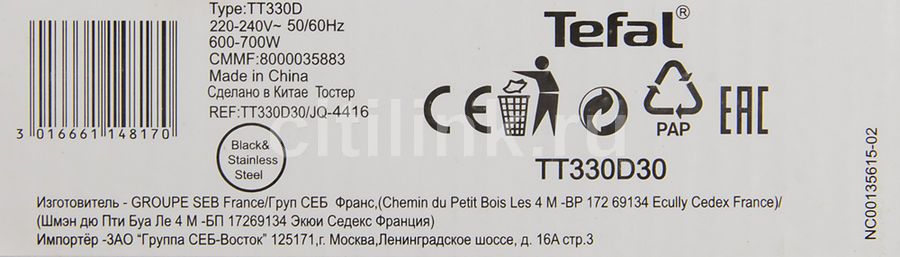 Type:TT330D
220-240V~ 50/60Hz
600-700W
CMMF:8000035883
Made in China
Сделано в Китае Тостер
REF:TT330D30/JQ-4416
3 016661 148170
Black&
Stainless
Steel
Tefal®
CE
PAP
EAC
TT330D30
citilink.ru
Изготовитель - GROUPE SEB France/Груп СЕБ Франс,(Chemin du Petit Bois Les 4 M -BP 172 69134 Ecully Cedex France)/
(Шмэн дю Пти Буа Ле 4 М -БП 17269134 Экюи Седекс Франция)
Импортёр -ЗАО “Группа СЕБ-Восток” 125171,г. Москва,Ленинградское шоссе, д. 16А стр.3
NC00135615-02